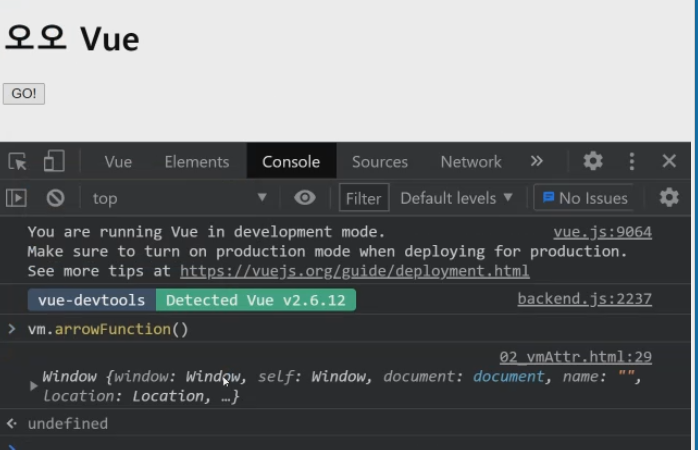 오오 Vue
GO!
Vue Elements Console Sources Network »
top ▼ Filter Default levels ▼ No Issues
You are running Vue in development mode. vue.js:9064
Make sure to turn on production mode when deploying for production.
See more tips at https://vuejs.org/guide/deployment.html
vue-devtools Detected Vue v2.6.12 backend.js:2237
> vm.arrowFunction()
02_vmAttr.html:29
Window {window: Window, self: Window, document: document, name: "",
location: Location, …}
undefined